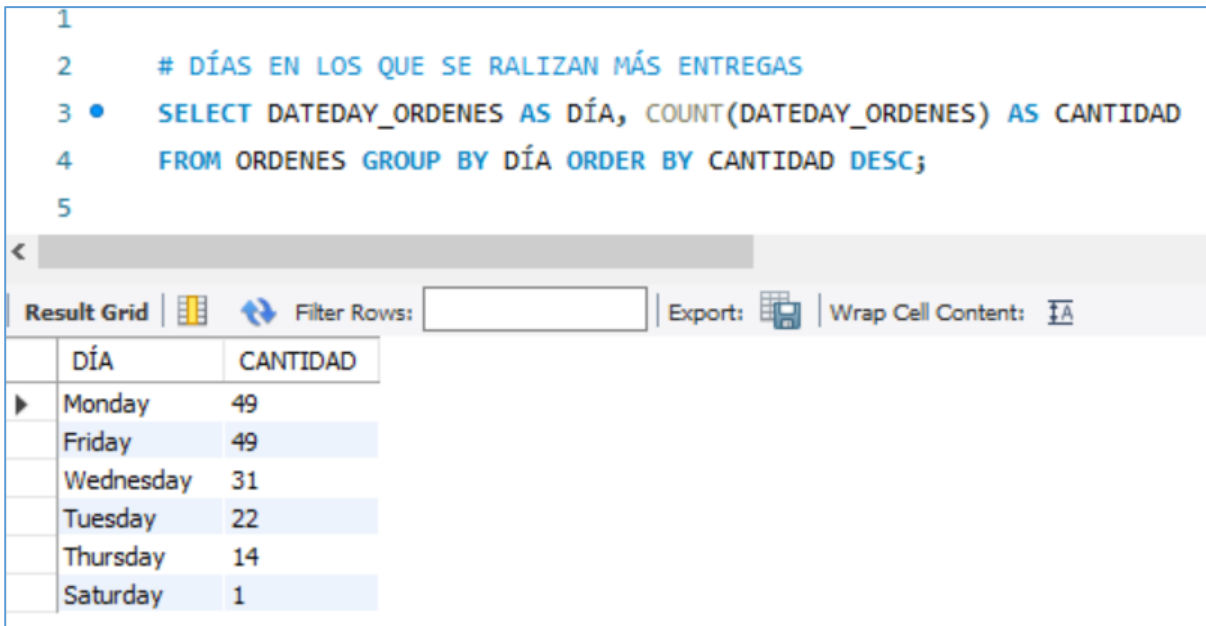 1
2 # DÍAS EN LOS QUE SE RALIZAN MÁS ENTREGAS
3 SELECT DATEDAY_ORDENES AS DÍA, COUNT(DATEDAY_ORDENES) AS CANTIDAD
4 FROM ORDENES GROUP BY DÍA ORDER BY CANTIDAD DESC;
5
Result Grid Filter Rows: Export: Wrap Cell Content:
DÍA CANTIDAD
Monday 49
Friday 49
Wednesday 31
Tuesday 22
Thursday 14
Saturday 1